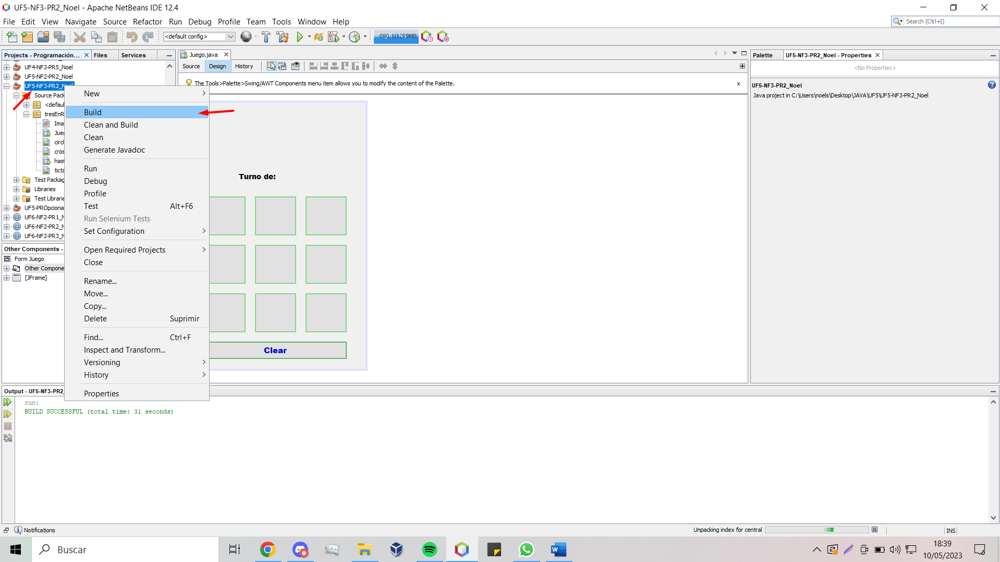 UF5-NF3-PR2_Noel - Apache NetBeans IDE 12.4
File Edit View Navigate Source Refactor Run Debug Profile Team Tools Window Help
Search (Ctrl+I)
<default config>
890,1/1270MB
Projects - Programación... Files Services
Juego.java
Palette
UF5-NF3-PR2_Noel - Properties
Source Design History
<No Properties>
The Tools>Palette>Swing/AWT Components menu item allows you to modify the content of the Palette.
x
UF5-NF3-PR2_Noel
Java project in C:\Users\noels\Desktop\JAVA\UF5\UF5-NF3-PR2_Noel
UF4-NF3-PR5_Noel
UF5-NF2-PR2_Noel
UF5-NF3-PR2_Noel
Source Pack
<defau
tresEnR
Ima
Jueg
circl
cros
hast
ticta
Test Packag
Libraries
Test Librarie
UF5-PROpciona
UF6-NF2-PR1_N
UF6-NF2-PR2_N
UF6-NF2-PR3_N
Other Components -
Form Juego
Other Compone
[JFrame]
New
Build
Clean and Build
Clean
Generate Javadoc
Run
Debug
Profile
Test Alt+F6
Run Selenium Tests
Set Configuration
Open Required Projects
Close
Rename...
Move...
Copy...
Delete Suprimir
Find... Ctrl+F
Inspect and Transform...
Versioning
History
Properties
Turno de:
Clear
Output - UF5-NF3-PR2_
run:
BUILD SUCCESSFUL (total time: 31 seconds)
Notifications
Unpacking index for central
INS
Buscar
18:39
10/05/2023